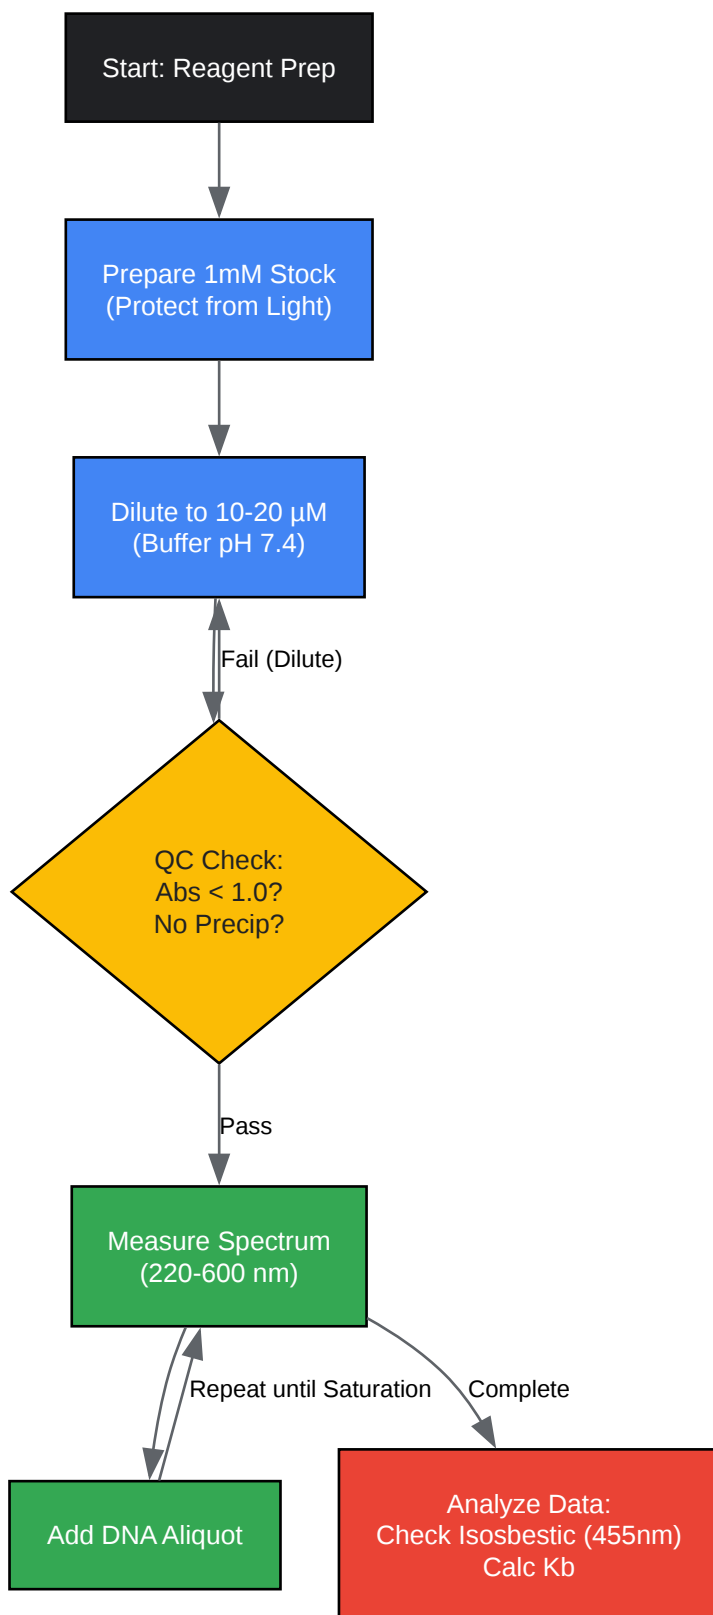 Start: Reagent Prep
Prepare 1mM Stock
(Protect from Light)
Dilute to 10-20 µM
(Buffer pH 7.4)
Fail (Dilute)
QC Check:
Abs < 1.0?
No Precip?
Pass
Measure Spectrum
(220-600 nm)
Repeat until Saturation
Complete
Add DNA Aliquot
Analyze Data:
Check Isosbestic (455nm)
Calc Kb